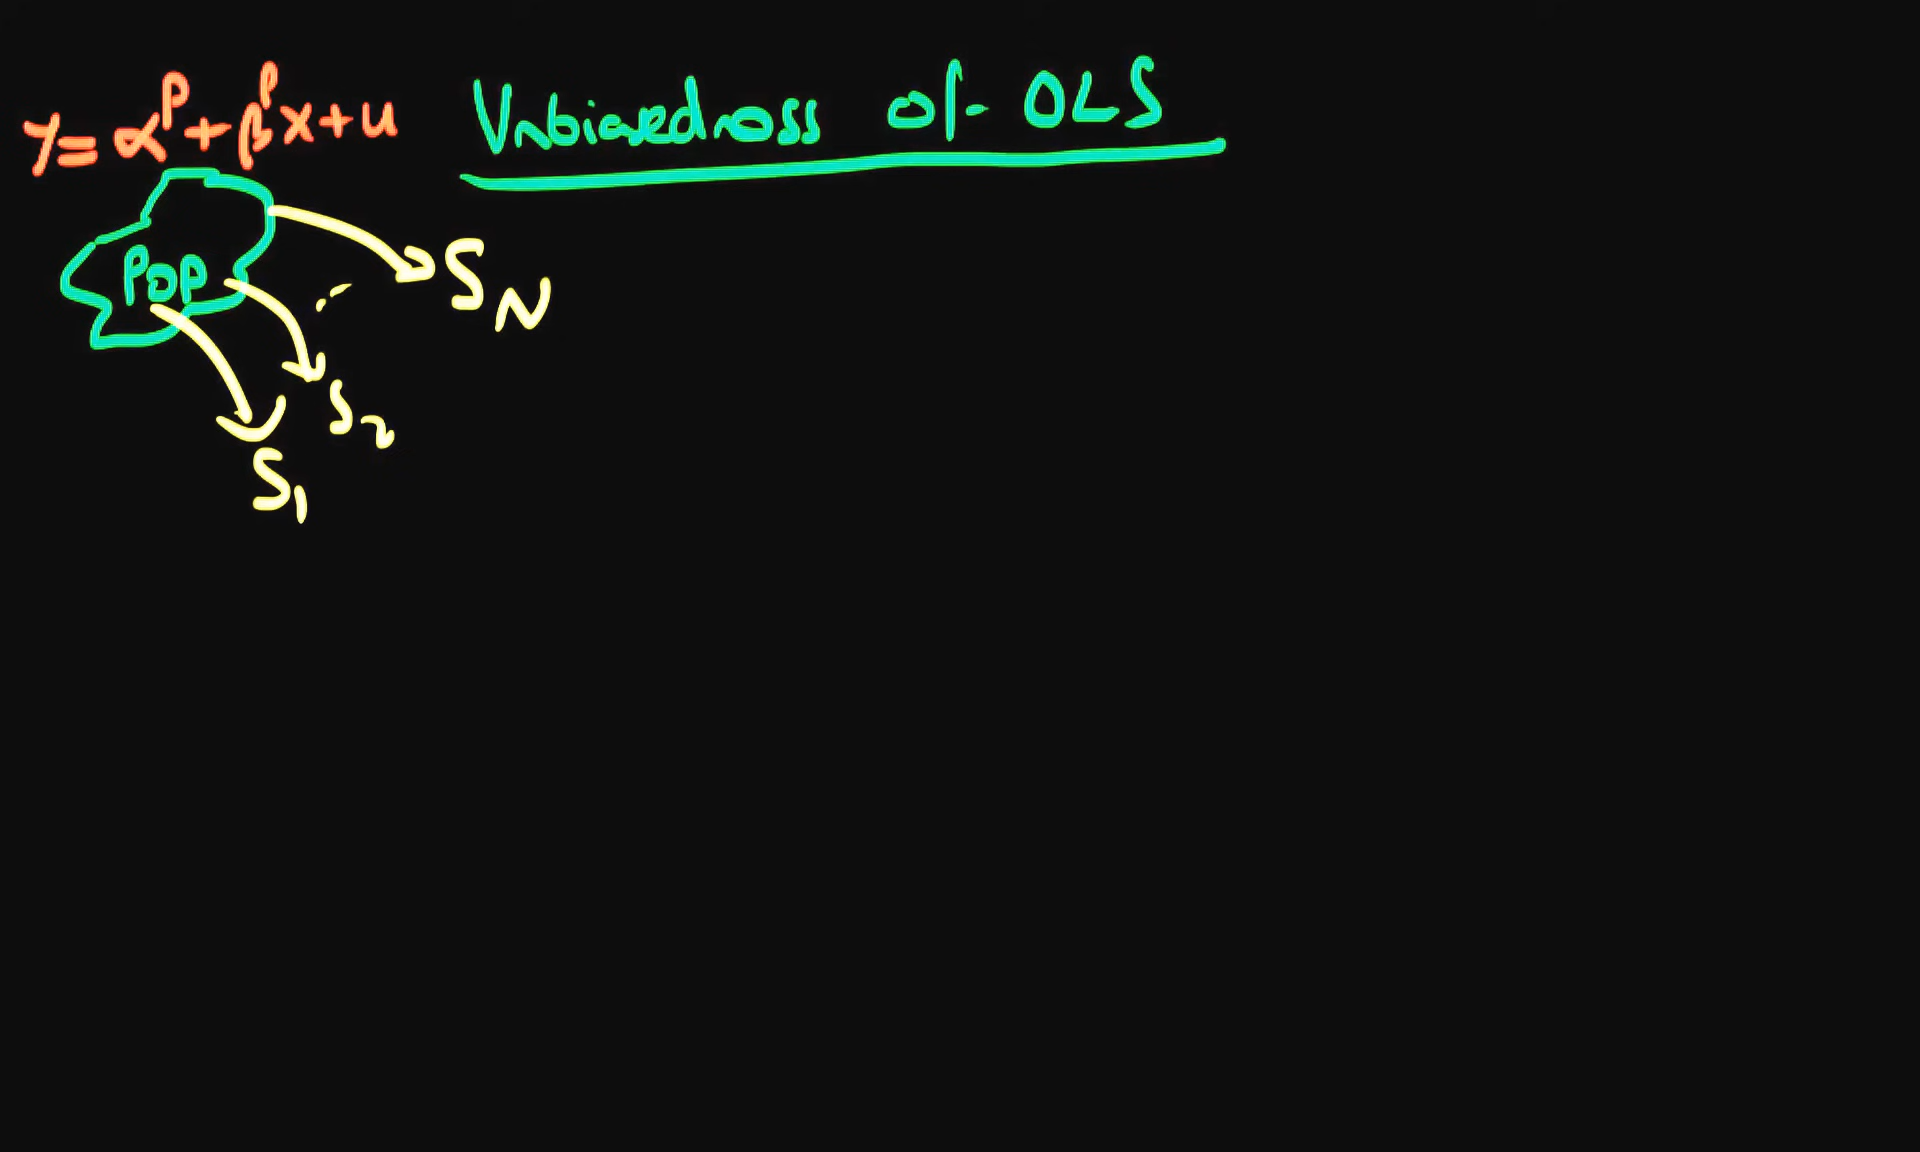 y = α^p + β^p x + u
Unbiasedness of OLS
Pop
S_N
S_2
S_1